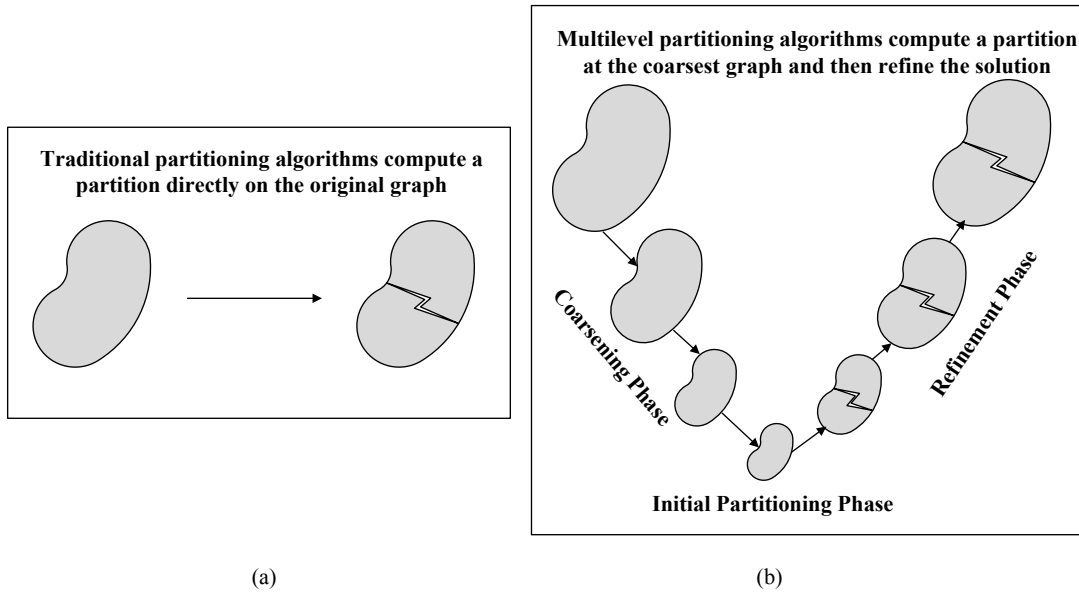 Traditional partitioning algorithms compute a
partition directly on the original graph
(a)
Multilevel partitioning algorithms compute a partition
at the coarsest graph and then refine the solution
Coarsening Phase
Refinement Phase
Initial Partitioning Phase
(b)